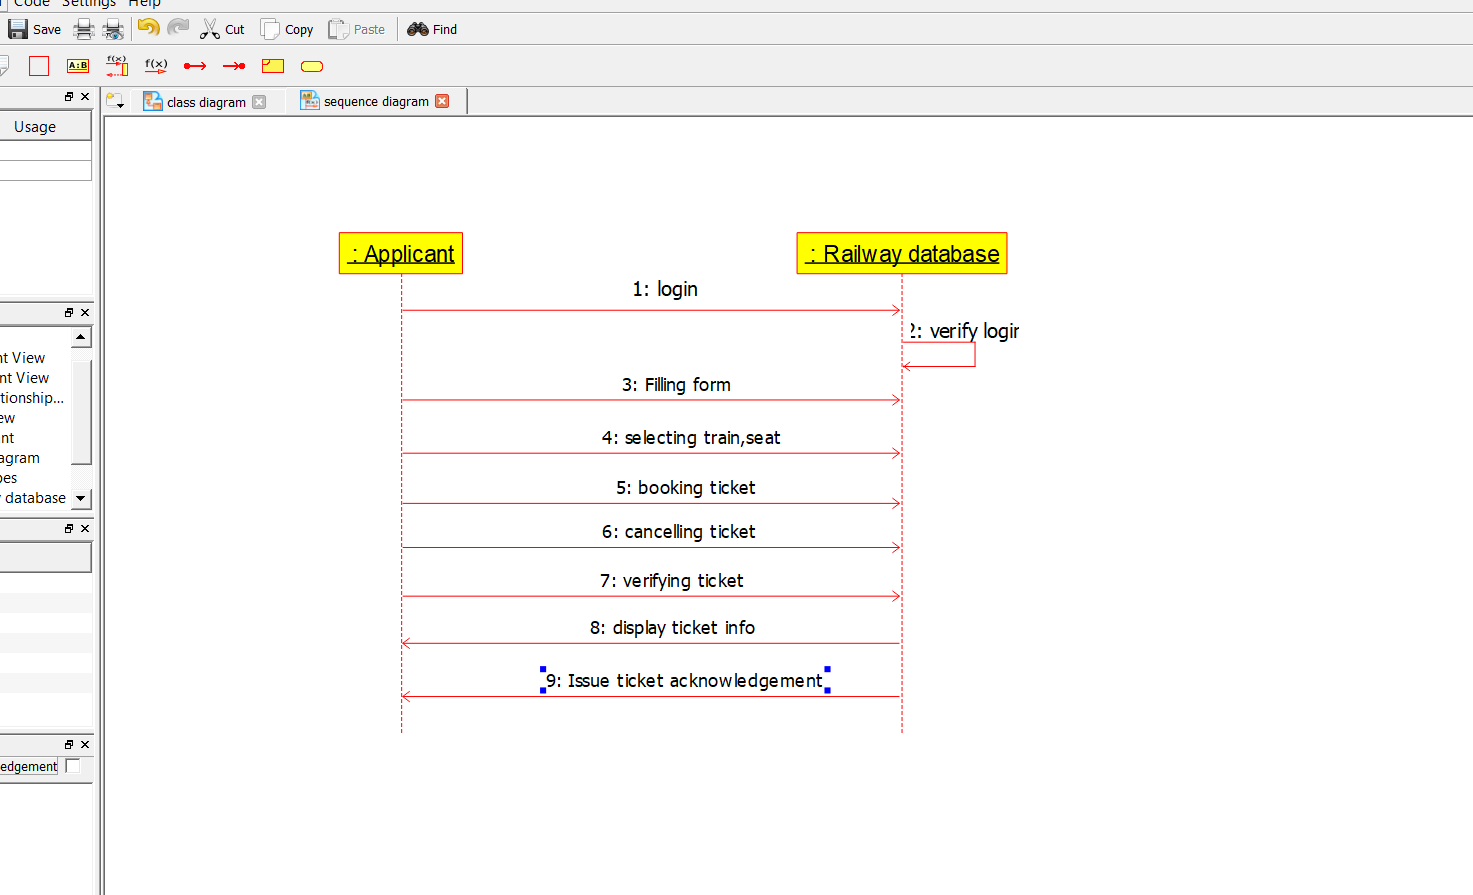 Code Settings Help
Save Cut Copy Paste Find
A:B f(x) f(x)
class diagram sequence diagram
Usage
: Applicant : Railway database
1: login
2: verify login
3: Filling form
nt View
nt View
tionship...
ew
nt
agram
pes
database
4: selecting train,seat
5: booking ticket
6: cancelling ticket
7: verifying ticket
8: display ticket info
9: Issue ticket acknowledgement
edgement